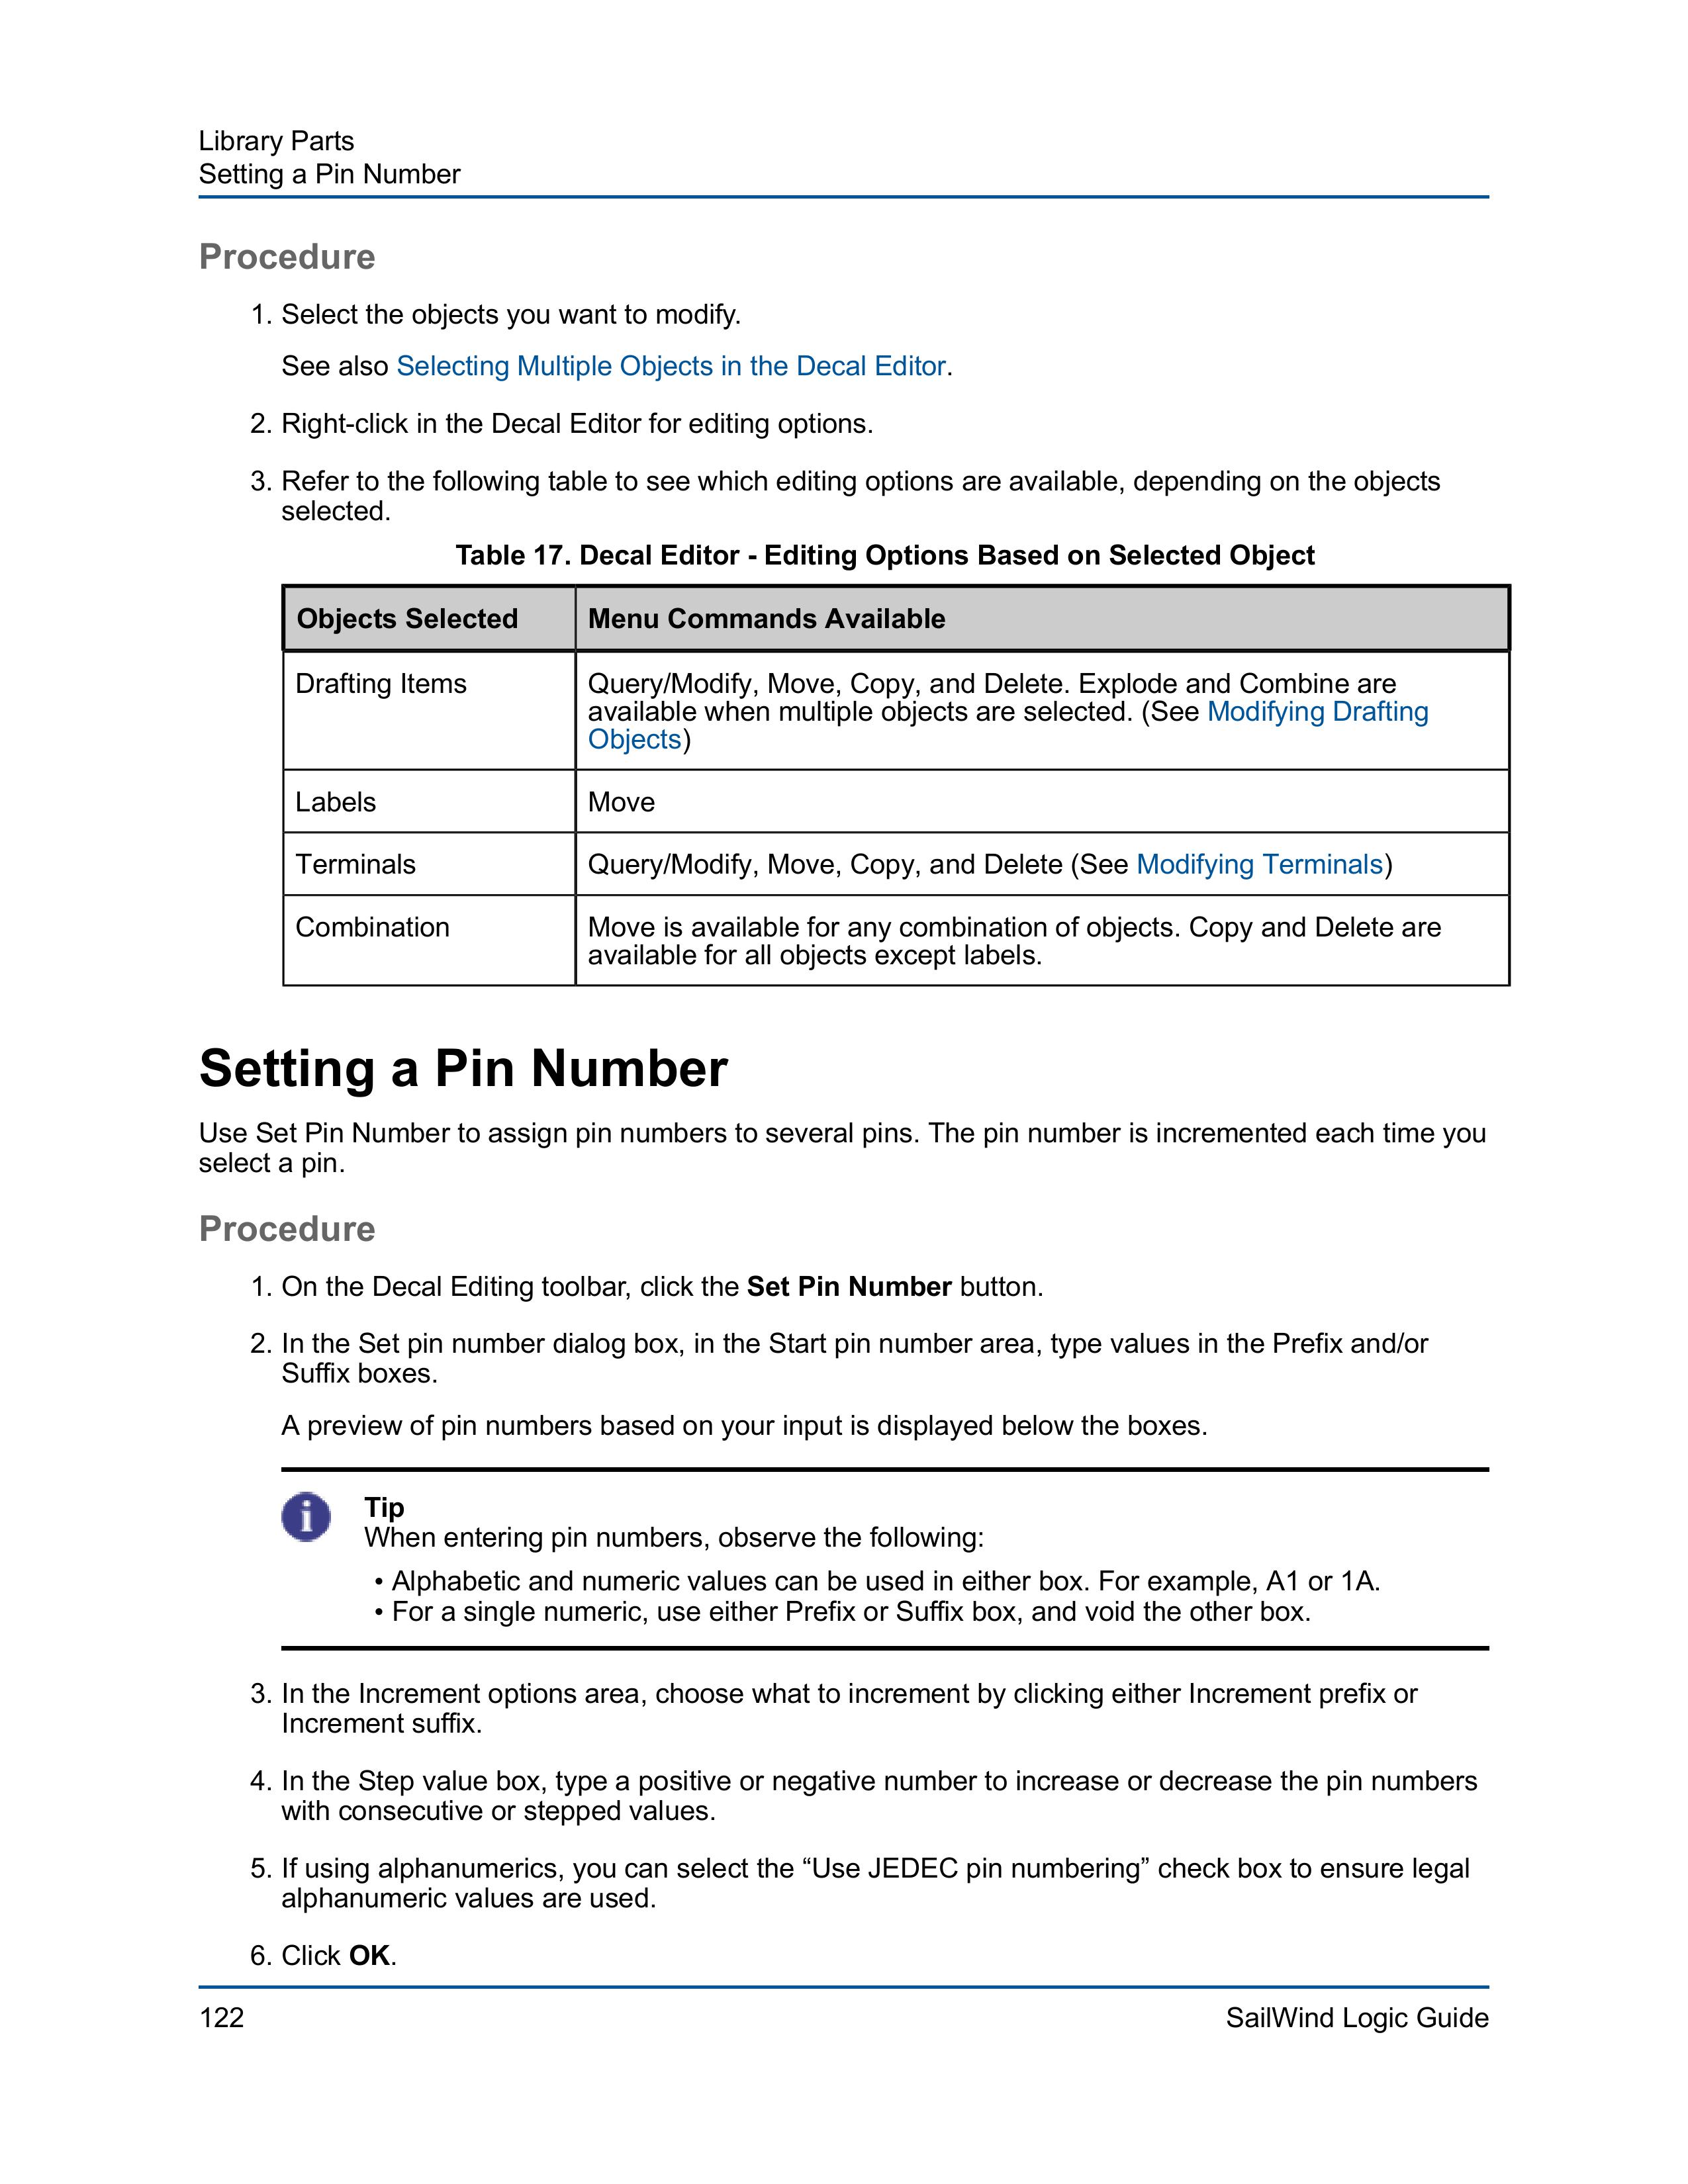 Library Parts
Setting a Pin Number
Procedure
1. Select the objects you want to modify.
See also Selecting Multiple Objects in the Decal Editor.
2. Right-click in the Decal Editor for editing options.
3. Refer to the following table to see which editing options are available, depending on the objects
selected.
Table 17. Decal Editor - Editing Options Based on Selected Object
Objects Selected
Menu Commands Available
Drafting Items
Query/Modify, Move, Copy, and Delete. Explode and Combine are
available when multiple objects are selected. (See Modifying Drafting
Objects)
Labels
Move
Terminals
Query/Modify, Move, Copy, and Delete (See Modifying Terminals)
Combination
Move is available for any combination of objects. Copy and Delete are
available for all objects except labels.
Setting a Pin Number
Use Set Pin Number to assign pin numbers to several pins. The pin number is incremented each time you
select a pin.
Procedure
1. On the Decal Editing toolbar, click the Set Pin Number button.
2. In the Set pin number dialog box, in the Start pin number area, type values in the Prefix and/or
Suffix boxes.
A preview of pin numbers based on your input is displayed below the boxes.
i
Tip
When entering pin numbers, observe the following:
• Alphabetic and numeric values can be used in either box. For example, A1 or 1A.
• For a single numeric, use either Prefix or Suffix box, and void the other box.
3. In the Increment options area, choose what to increment by clicking either Increment prefix or
Increment suffix.
4. In the Step value box, type a positive or negative number to increase or decrease the pin numbers
with consecutive or stepped values.
5. If using alphanumerics, you can select the “Use JEDEC pin numbering” check box to ensure legal
alphanumeric values are used.
6. Click OK.
122
SailWind Logic Guide